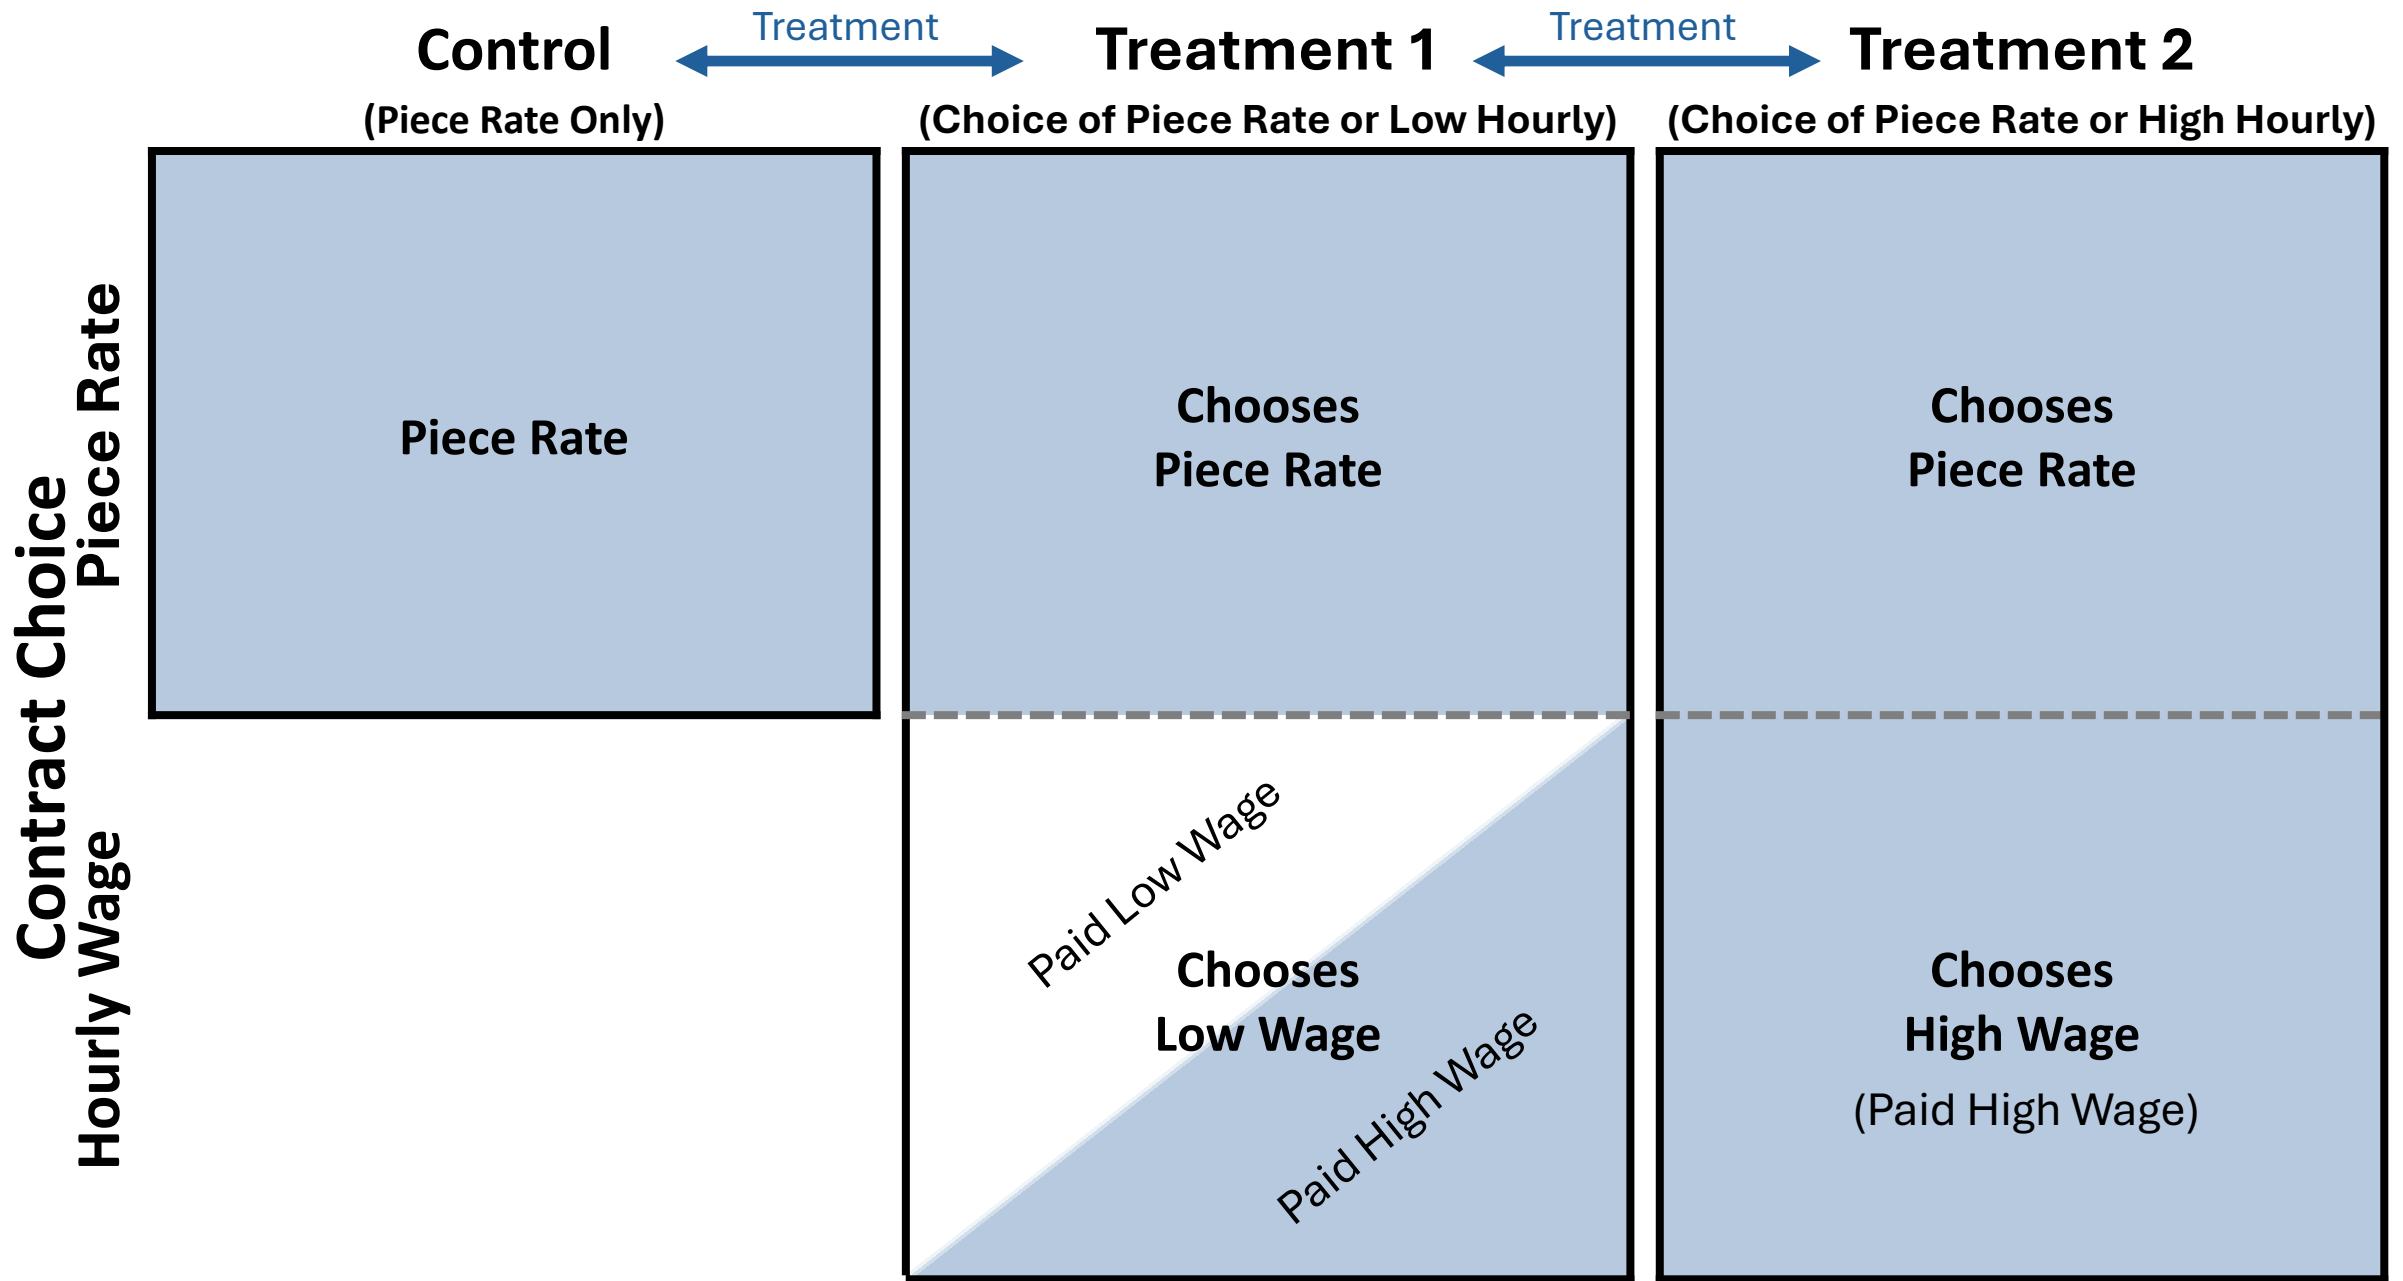 Control
Treatment
Treatment 1
Treatment
Treatment 2
(Piece Rate Only)
(Choice of Piece Rate or Low Hourly)
(Choice of Piece Rate or High Hourly)
Contract Choice
Piece Rate
Hourly Wage
Piece Rate
Chooses
Piece Rate
Chooses
Piece Rate
Paid Low Wage
Chooses
Low Wage
Paid High Wage
Chooses
High Wage
(Paid High Wage)